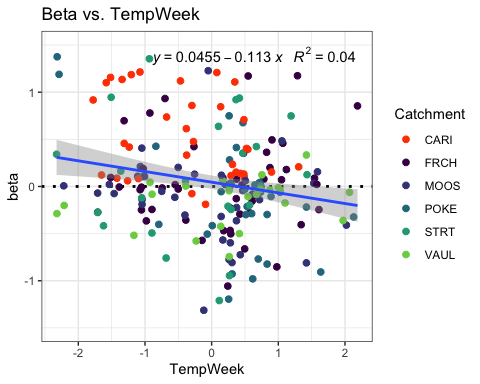 Beta vs. TempWeek
y = 0.0455 – 0.113 x  R² = 0.04
1
0
-1
beta
-2 -1 0 1 2
TempWeek
Catchment
CARI
FRCH
MOOS
POKE
STRT
VAUL